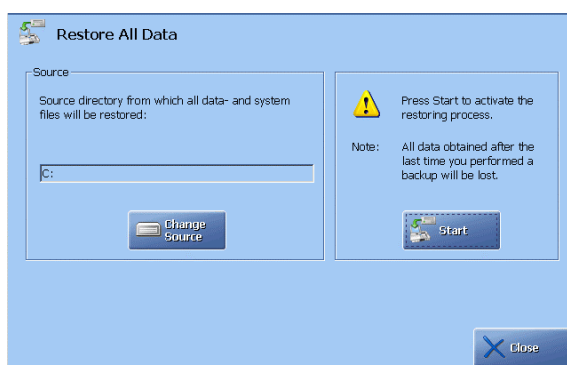 Restore All Data
Source
Source directory from which all data- and system
files will be restored:
C:
Change
Source
Press Start to activate the
restoring process.
Note: All data obtained after the
last time you performed a
backup will be lost.
Start
Close